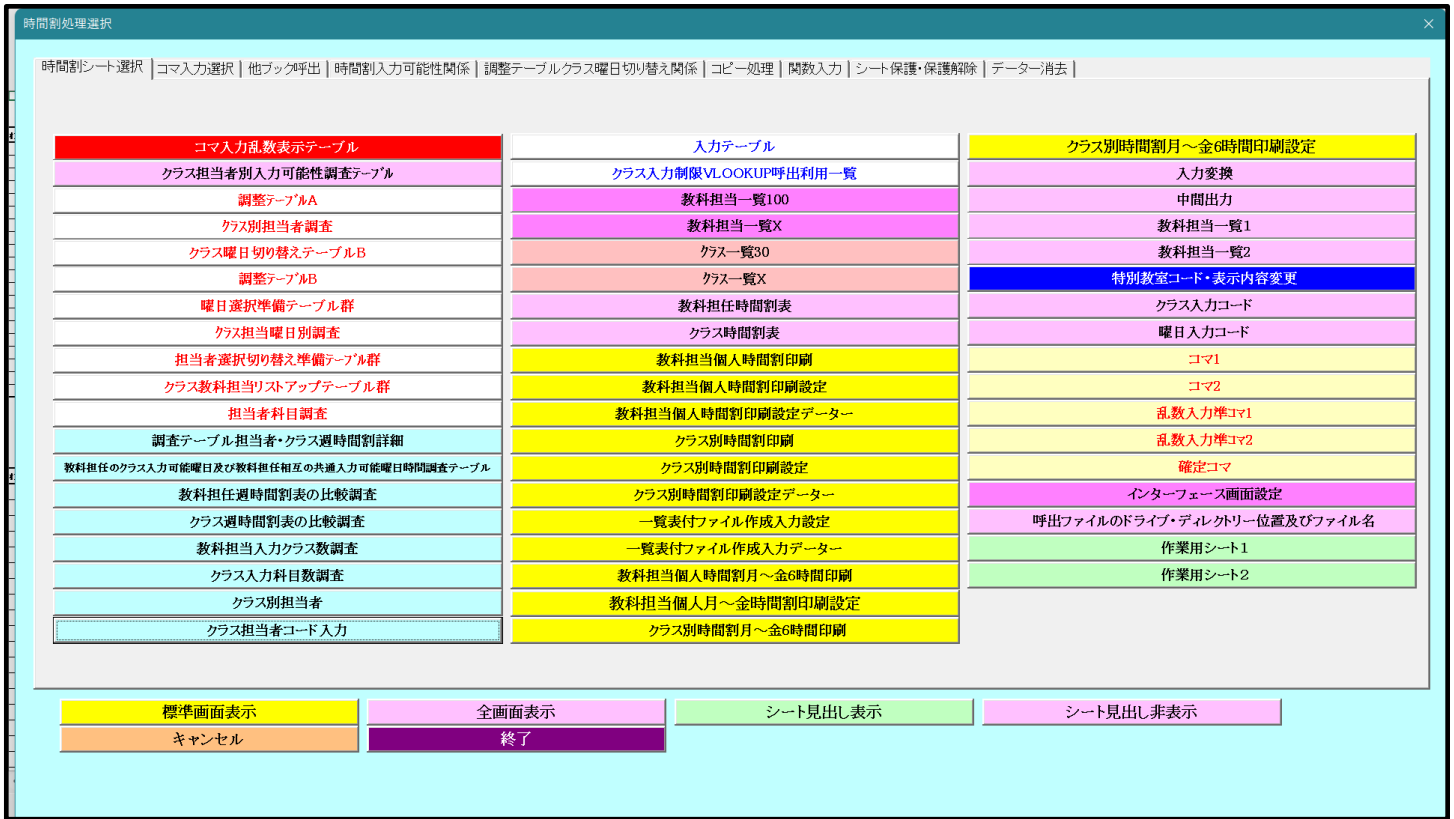 時間割処理選択
時間割シート選択 コマ入力選択 他ブック呼出 時間割入力可能性関係 調整テーブルクラス曜日切り替え関係 コピー処理 関数入力 シート保護・保護解除 データー消去
コマ入力乱数表示テーブル
クラス担当者別入力可能性調査ﾃｰﾌﾞﾙ
調整ﾃｰﾌﾞﾙA
ｸﾗｽ別担当者調査
クラス曜日切り替えテーブルB
調整ﾃｰﾌﾞﾙB
曜日選択準備テーブル群
ｸﾗｽ担当曜日別調査
担当者選択切り替え準備ﾃｰﾌﾞﾙ群
クラス教科担当リストアップテーブル群
担当者科目調査
調査テーブル担当者・クラス週時間割詳細
教科担任のクラス入力可能曜日及び教科担任相互の共通入力可能曜日時間調査テーブル
教科担任週時間割表の比較調査
クラス週時間割表の比較調査
教科担当入力クラス数調査
クラス入力科目数調査
クラス別担当者
クラス担当者コード入力
入力テーブル
クラス入力制限VLOOKUP呼出利用一覧
教科担当一覧100
教科担当一覧X
ｸﾗｽ一覧30
ｸﾗｽ一覧X
教科担任時間割表
クラス時間割表
教科担当個人時間割印刷
教科担当個人時間割印刷設定
教科担当個人時間割印刷設定データー
クラス別時間割印刷
クラス別時間割印刷設定
クラス別時間割印刷設定データー
一覧表付ファイル作成入力設定
一覧表付ファイル作成入力データー
教科担当個人時間割月～金6時間印刷
教科担当個人月～金時間割印刷設定
クラス別時間割月～金6時間印刷
クラス別時間割月～金6時間印刷設定
入力変換
中間出力
教科担当一覧1
教科担当一覧2
特別教室コード・表示内容変更
クラス入力コード
曜日入力コード
コマ1
コマ2
乱数入力準ｺﾏ1
乱数入力準ｺﾏ2
確定コマ
インターフェース画面設定
呼出ファイルのドライブ・ディレクトリー位置及びファイル名
作業用シート１
作業用シート２
標準画面表示 全画面表示 シート見出し表示 シート見出し非表示
キャンセル 終了